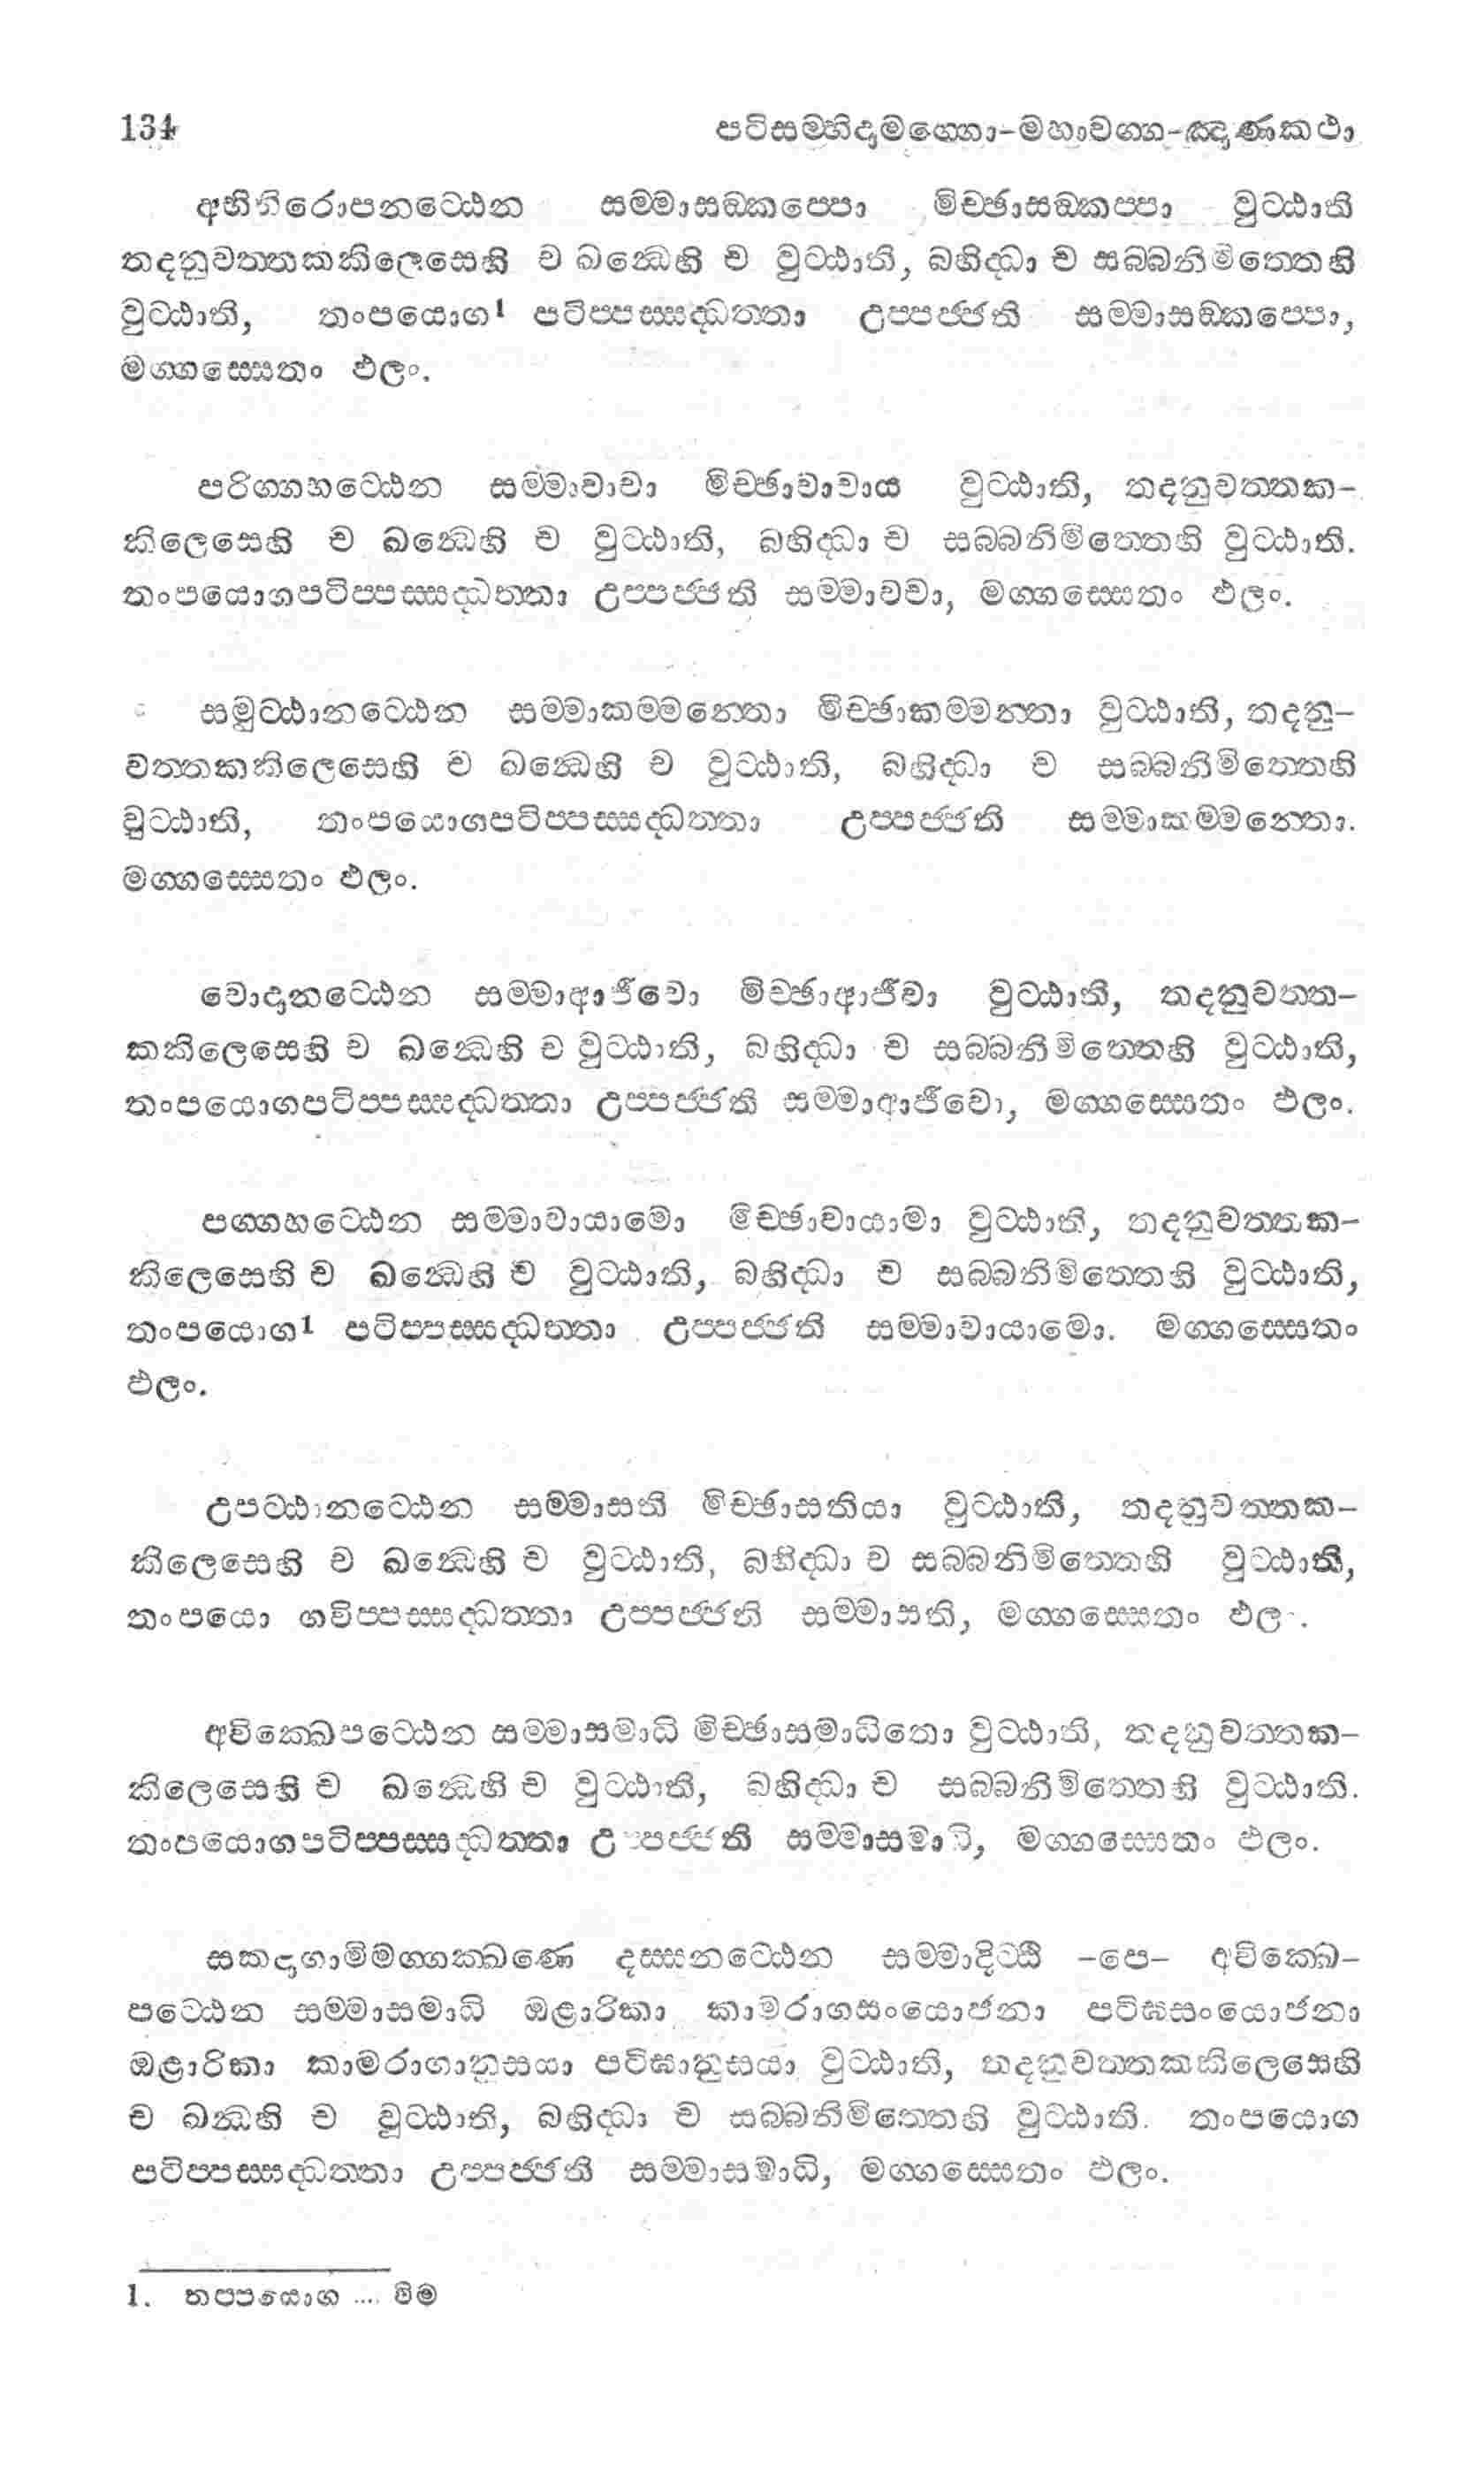 134 පටිසම්භිදාමග්ගො-මහාවග්ග-ඤාණකථා
අභිනිරොපනට්ඨෙන සම්මාසඞ්කප්පො මිච්ඡාසඞ්කප්පා වුට්ඨාති
තදනුවත්තකකිලෙසෙහි ච ඛන්ධෙහි ච වුට්ඨාති, බහිද්ධා ච සබ්බනිමිත්තෙහි
වුට්ඨාති, තංපයොග1 පටිප්පස්සද්ධත්තා උප්පජ්ජති සම්මාසඞ්කප්පො,
මග්ගස්සෙතං ඵලං.
පරිග්ගහට්ඨෙන සම්මාවාචා මිච්ඡාවාචාය වුට්ඨාති, තදනුවත්තක-
කිලෙසෙහි ච ඛන්ධෙහි ච වුට්ඨාති, බහිද්ධා ච සබ්බනිමිත්තෙහි වුට්ඨාති.
තංපයොගපටිප්පස්සද්ධත්තා උප්පජ්ජති සම්මාවචා, මග්ගස්සෙතං ඵලං.
සමුට්ඨානට්ඨෙන සම්මාකම්මන්තො මිච්ඡාකම්මන්තා වුට්ඨාති, තදනු-
වත්තකකිලෙසෙහි ච ඛන්ධෙහි ච වුට්ඨාති, බහිද්ධා ච සබ්බනිමිත්තෙහි
වුට්ඨාති, තංපයොගපටිප්පස්සද්ධත්තා උප්පජ්ජති සම්මාකම්මන්තො.
මග්ගස්සෙතං ඵලං.
වොදානට්ඨෙන සම්මාආජීවො මිච්ඡාආජීවා වුට්ඨාති, තදනුවත්ත-
කකිලෙසෙහි ච ඛන්ධෙහි ච වුට්ඨාති, බහිද්ධා ච සබ්බනිමිත්තෙහි වුට්ඨාති,
තංපයොගපටිප්පස්සද්ධත්තා උප්පජ්ජති සම්මාආජීවො, මග්ගස්සෙතං ඵලං.
පග්ගහට්ඨෙන සම්මාවායාමො මිච්ඡාවායාමා වුට්ඨාති, තදනුවත්තක-
කිලෙසෙහි ච ඛන්ධෙහි ච වුට්ඨාති, බහිද්ධා ච සබ්බනිමිත්තෙහි වුට්ඨාති,
තංපයොග1 පටිප්පස්සද්ධත්තා උප්පජ්ජති සම්මාවායාමො. මග්ගස්සෙතං
ඵලං.
උපට්ඨානට්ඨෙන සම්මාසති මිච්ඡාසතියා වුට්ඨාති, තදනුවත්තක-
කිලෙසෙහි ච ඛන්ධෙහි ච වුට්ඨාති, බහිද්ධා ච සබ්බනිමිත්තෙහි වුට්ඨාති,
තංපයො ගවිප්පස්සද්ධත්තා උප්පජ්ජති සම්මාසති, මග්ගස්සෙතං ඵල.
අවික්ඛෙපට්ඨෙන සම්මාසමාධි මිච්ඡාසමාධිතො වුට්ඨාති, තදනුවත්තක-
කිලෙසෙහි ච ඛන්ධෙහි ච වුට්ඨාති, බහිද්ධා ච සබ්බනිමිත්තෙහි වුට්ඨාති.
තංපයොගපටිප්පස්සද්ධත්තා උප්පජ්ජති සම්මාසමාධි, මග්ගස්සෙතං ඵලං.
සකදාගාමිමග්ගක්ඛණෙ දස්සනට්ඨෙන සම්මාදිට්ඨි -පෙ- අවික්ඛෙ-
පට්ඨෙන සම්මාසමාධි ඔළාරිකා කාමරාගසංයොජනා පටිඝසංයොජනා
ඔළාරිකා කාමරාගානුසයා පටිඝානුසයා වුට්ඨාති, තදනුවත්තකකිලෙසෙහි
ච ඛන්ධිහි ච වුට්ඨාති, බහිද්ධා ච සබ්බනිමිත්තෙහි වුට්ඨාති. තංපයොග
පටිප්පස්සද්ධත්තා උප්පජ්ජති සම්මාසමාධි, මග්ගස්සෙතං ඵලං.
1. තප්පයොග .... විම